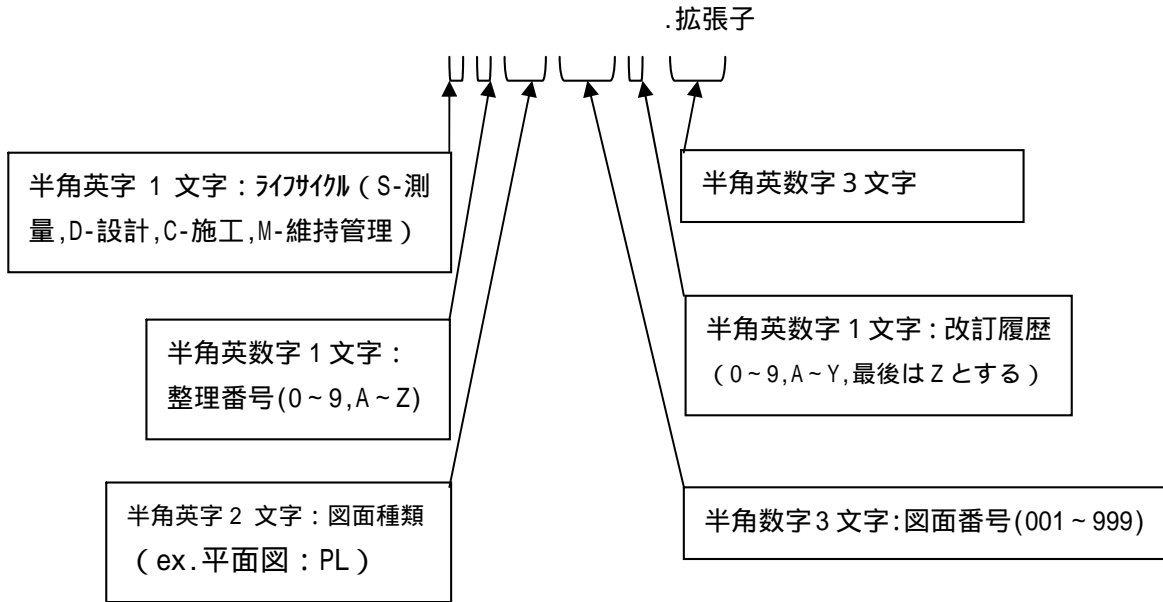 .拡張子
半角英字 1 文字：ﾗｲﾌｻｲｸﾙ（S-測
量,D-設計,C-施工,M-維持管理）
半角英数字３文字
半角英数字１文字：
整理番号(0～9,A～Z)
半角英数字１文字：改訂履歴
（0～9,A～Y,最後は Z とする）
半角英字２ 文字：図面種類
（ex.平面図：PL）
半角数字３文字:図面番号(001～999)